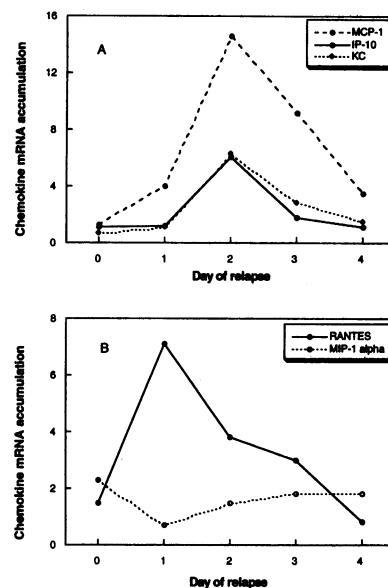 A
MCP-1
IP-10
KC
Chemokine mRNA accumulation
16
12
8
4
0
0 1 2 3 4
Day of relapse
B
RANTES
MIP-1 alpha
Chemokine mRNA accumulation
8
6
4
2
0
0 1 2 3 4
Day of relapse